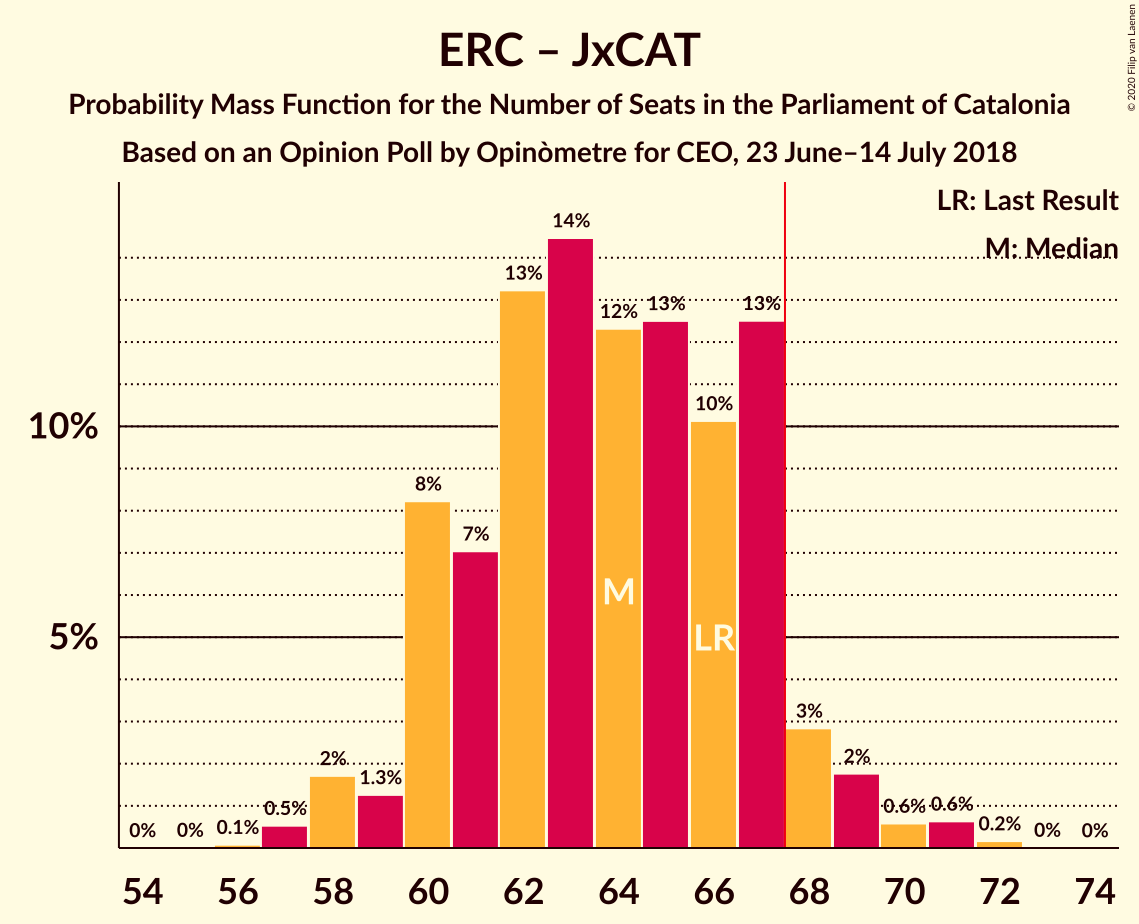 ERC – JxCAT
Probability Mass Function for the Number of Seats in the Parliament of Catalonia
Based on an Opinion Poll by Opinòmetre for CEO, 23 June–14 July 2018
© 2020 Filip van Laenen
LR: Last Result
M: Median
10%
5%
0%
0%
0.1%
0.5%
2%
1.3%
8%
7%
13%
14%
12%
13%
10%
13%
3%
2%
0.6%
0.6%
0.2%
0%
0%
M
LR
54 56 58 60 62 64 66 68 70 72 74